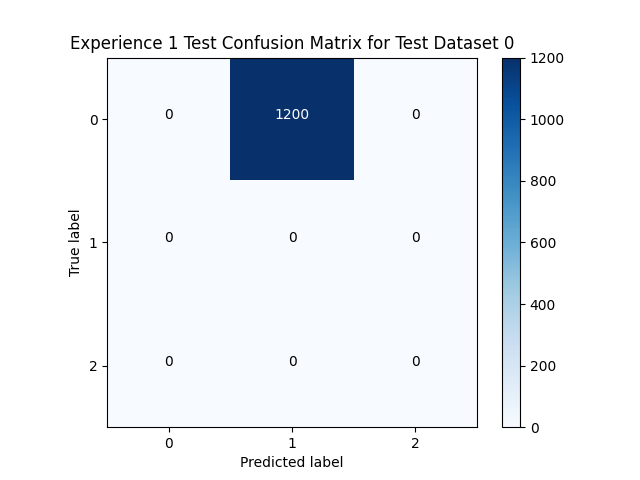 Experience 1 Test Confusion Matrix for Test Dataset 0
0 1200 0
0 0 0
0 0 0
0
1
2
True label
0 1 2
Predicted label
1200
1000
800
600
400
200
0